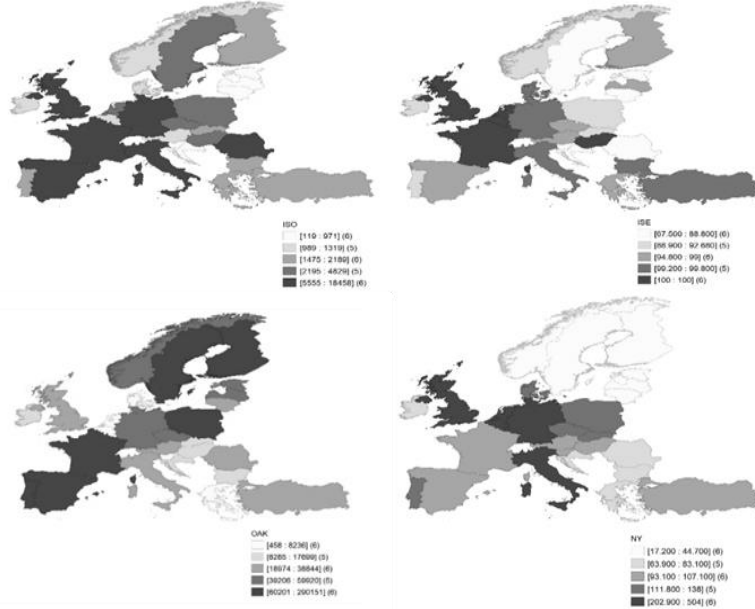 ISO
[119 : 971] (6)
[989 : 1319] (5)
[1475 : 2189] (6)
[2195 : 4829] (5)
[5555 : 18458] (6)
ISE
[67.500 : 88.800] (6)
[88.900 : 92.680] (5)
[94.800 : 99] (6)
[99.200 : 99.800] (5)
[100 : 100] (6)
OAK
[458 : 8236] (6)
[8285 : 17699] (5)
[18974 : 38844] (6)
[39206 : 59920] (5)
[60201 : 290151] (6)
NY
[17.200 : 44.700] (6)
[63.900 : 83.100] (5)
[93.100 : 107.100] (6)
[111.800 : 138] (5)
[202.900 : 504] (6)